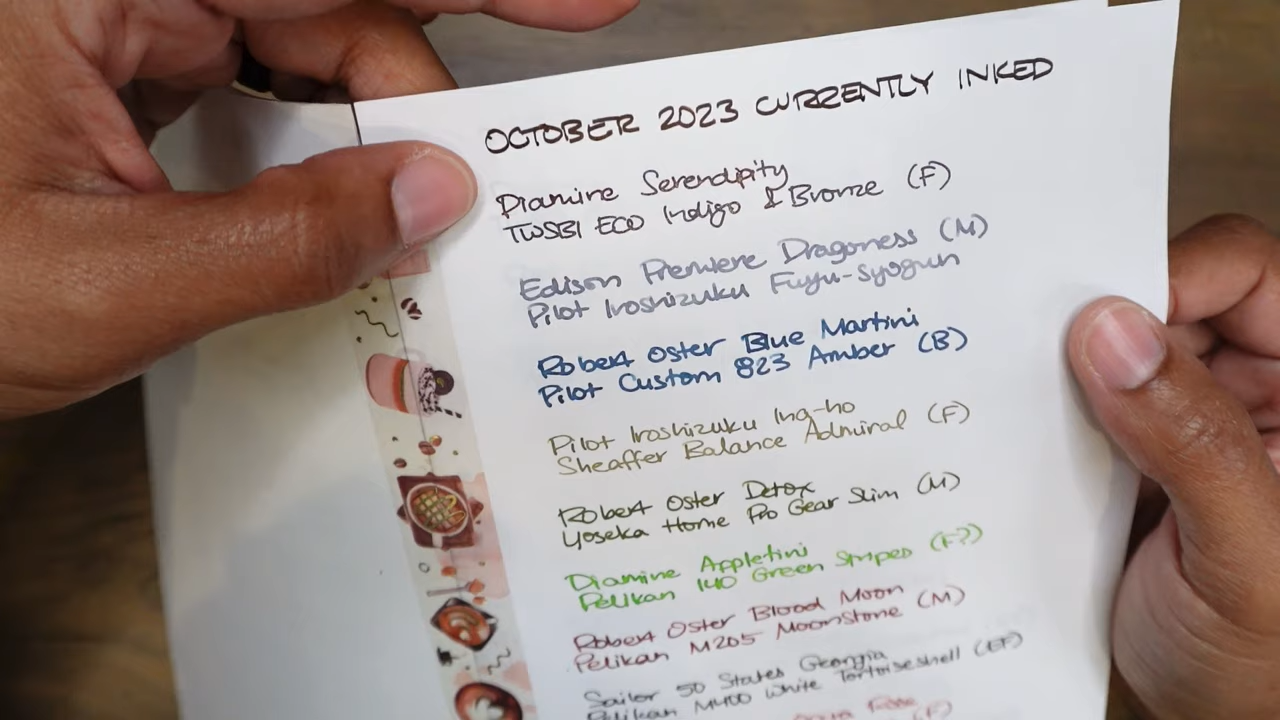 OCTOBER 2023 CURRENTLY INKED
Diamine Serendipity
TWSBI ECO Indigo & Bronze (F)
Edison Premiere Dragoness (M)
Pilot Iroshizuku Fuyu-syogun
Robert Oster Blue Martini
Pilot Custom 823 Amber (B)
Pilot Iroshizuku Ina-ho
Sheaffer Balance Admiral (F)
Robert Oster Detox
Yoseka Home Pro Gear Slim (M)
Diamine Appletini
Pelikan 140 Green Striped (F?)
Robert Oster Blood Moon
Pelikan M205 Moonstone (M)
Sailor 50 States Georgia
Pelikan M400 White Tortoiseshell (EF)
Rose
(F)